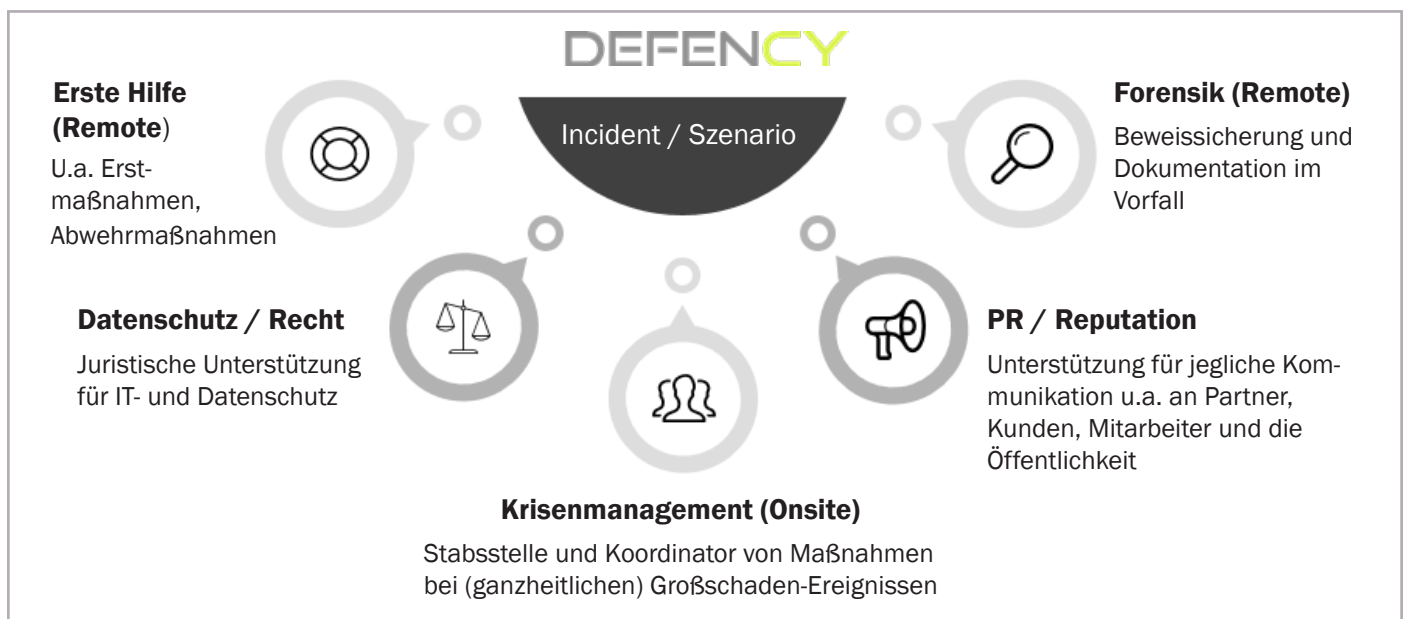 DEFENCY
Incident / Szenario
Erste Hilfe
(Remote)
U.a. Erst-
maßnahmen,
Abwehrmaßnahmen
Datenschutz / Recht
Juristische Unterstützung
für IT- und Datenschutz
Krisenmanagement (Onsite)
Stabsstelle und Koordinator von Maßnahmen
bei (ganzheitlichen) Großschaden-Ereignissen
PR / Reputation
Unterstützung für jegliche Kom-
munikation u.a. an Partner,
Kunden, Mitarbeiter und die
Öffentlichkeit
Forensik (Remote)
Beweissicherung und
Dokumentation im
Vorfall